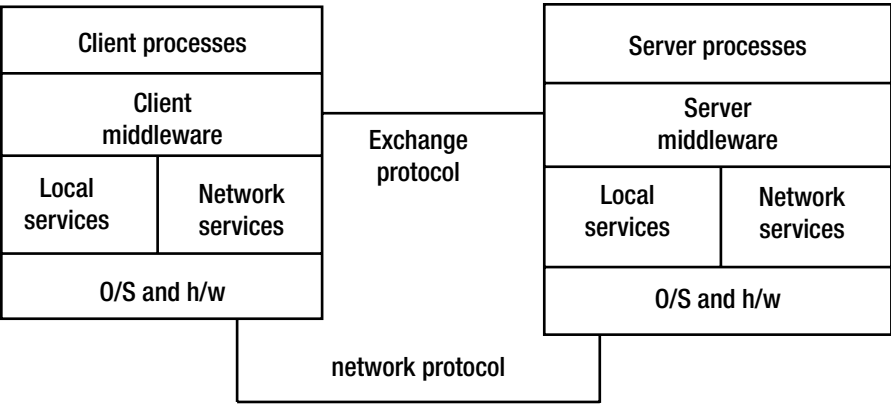 Client processes
Client
middleware
Local
services
Network
services
O/S and h/w
Exchange
protocol
Server processes
Server
middleware
Local
services
Network
services
O/S and h/w
network protocol